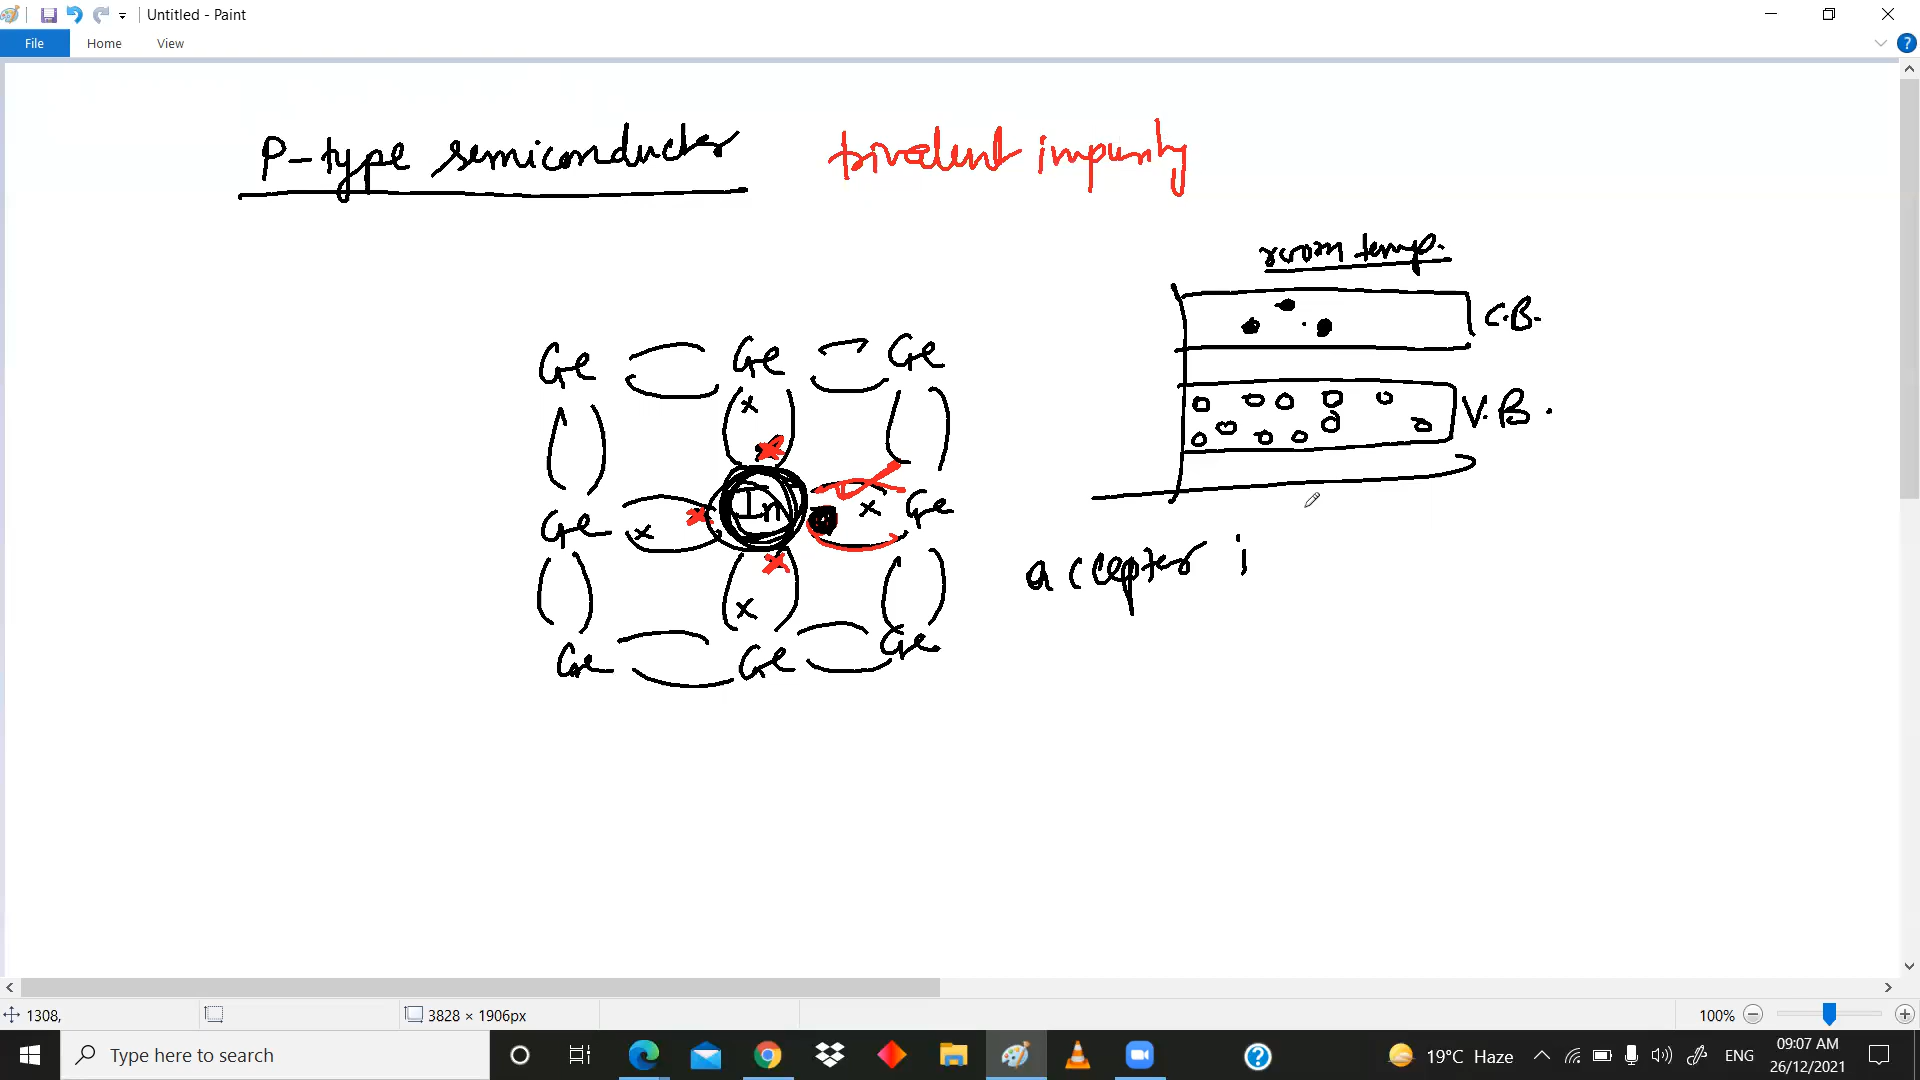 Untitled - Paint
File Home View
P-type semiconductor trivalent impurity
room temp.
C.B.
V.B.
Ge Ge Ge
x
x In x Ge
Ge
x
Ge Ge Ge
accepter i
1308, 3828 × 1906px 100%
Type here to search 19°C Haze ENG 09:07 AM
26/12/2021